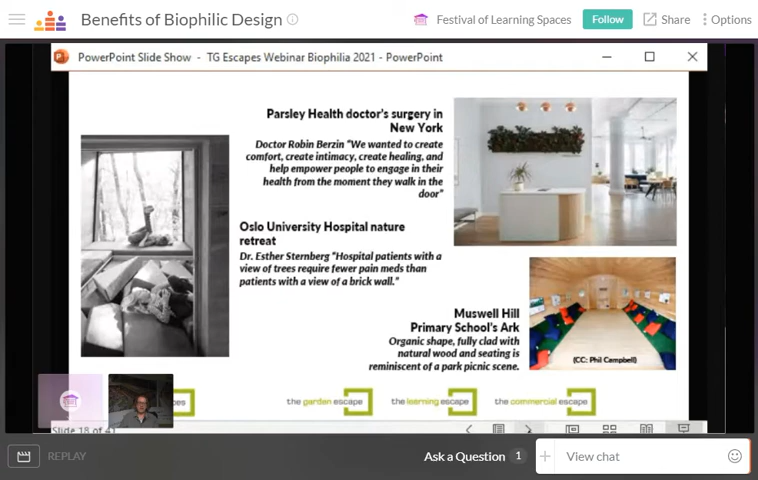 Benefits of Biophilic Design
Festival of Learning Spaces
Follow
Share
Options
PowerPoint Slide Show - TG Escapes Webinar Biophilia 2021 - PowerPoint
Parsley Health doctor's surgery in
New York
Doctor Robin Berzin "We wanted to create
comfort, create intimacy, create healing, and
help empower people to engage in their
health from the moment they walk in the
door"
Oslo University Hospital nature
retreat
Dr. Esther Sternberg "Hospital patients with a
view of trees require fewer pain meds than
patients with a view of a brick wall."
Muswell Hill
Primary School's Ark
Organic shape, fully clad with
natural wood and seating is
reminiscent of a park picnic scene.
(CC: Phil Campbell)
the garden escape
the learning escape
the commercial escape
Slide 18 of 41
REPLAY
Ask a Question 1
View chat